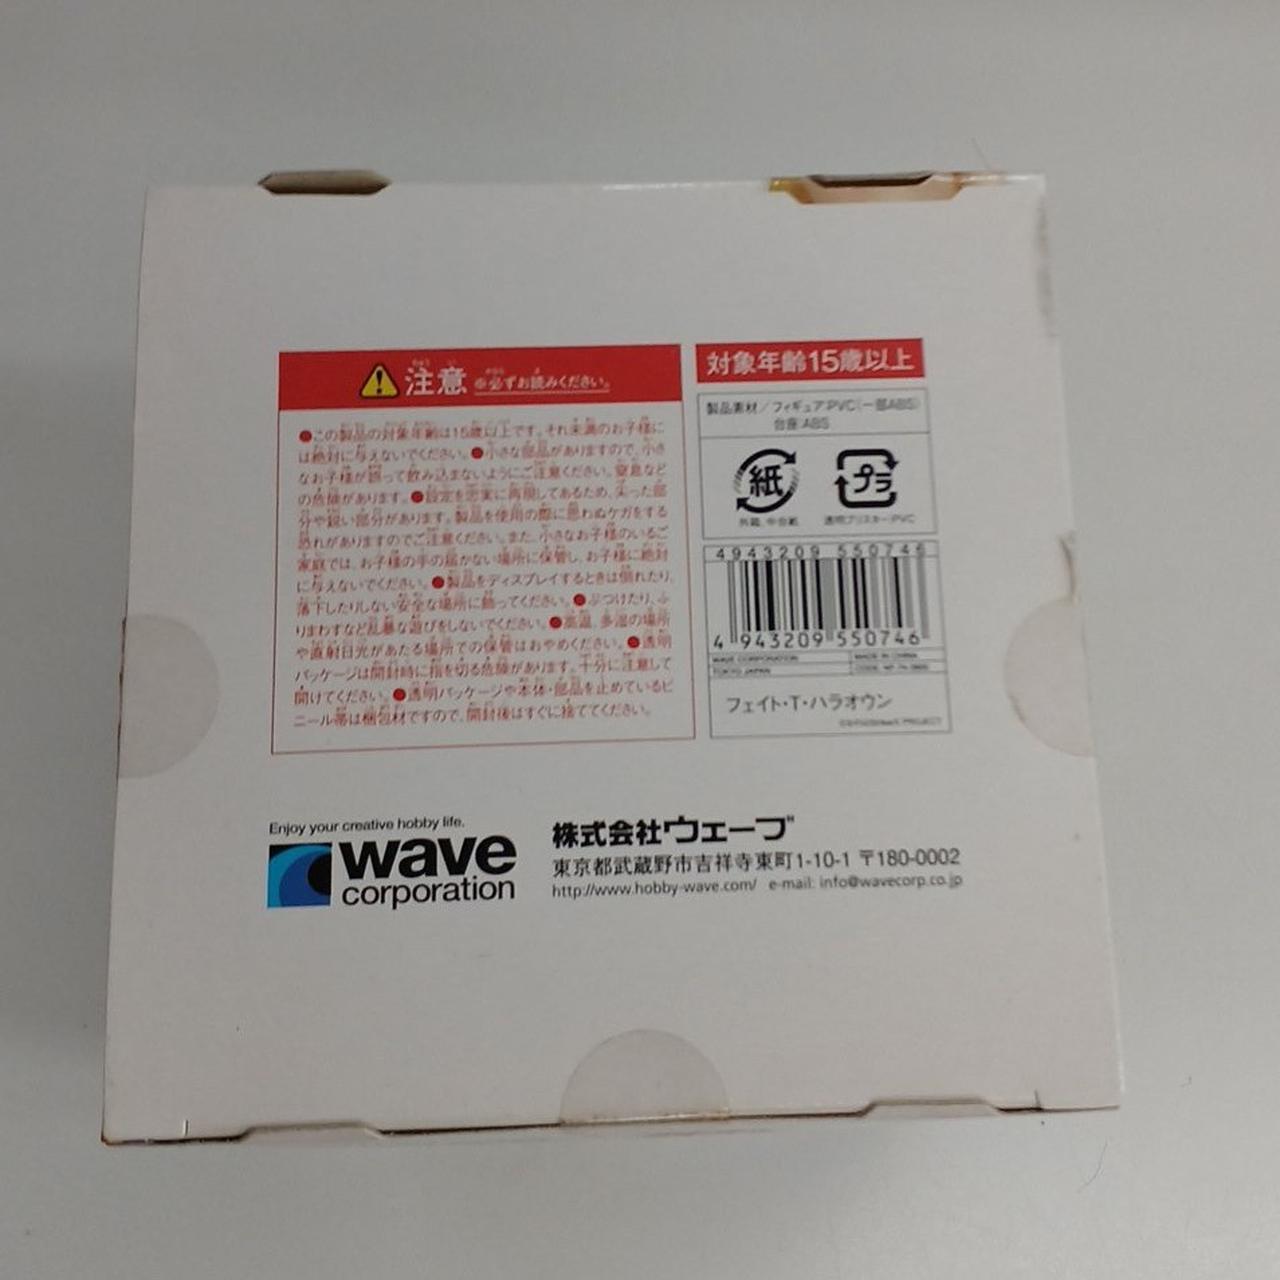 注意 ※必ずお読みください。
●この製品の対象年齢は15歳以上です。それ未満のお子様に
は絶対に与えないでください。●小さな部品がありますので、小さ
なお子様が誤って飲み込まないようにご注意ください。窒息など
の危険があります。●設定を忠実に再現してあるため、尖った部
分や鋭い部分があります。製品を使用の際に思わぬケガをする
恐れがありますのでご注意ください。また、小さなお子様のいるご
家庭では、お子様の手の届かない場所に保管し、お子様に絶対
に与えないでください。●製品をディスプレイするときは倒れたり、
落下したりしない安全な場所に飾ってください。●ぶつけたり、ふ
りまわすなど乱暴な遊びをしないでください。●高温、多湿の場所
や直射日光があたる場所での保管はおやめください。●透明
パッケージは開封時に指を切る危険があります。十分に注意して
開けてください。●透明パッケージや本体・部品を止めているビ
ニール帯は梱包材ですので、開封後はすぐに捨ててください。
対象年齢15歳以上
製品素材/フィギュア:PVC(一部ABS)
台座:ABS
紙
プラ
外箱、中台紙
透明ブリスター:PVC
4943209 550746
4 943209 550746
WAVE CORPORATION
TOKYO JAPAN
MADE IN CHINA
フェイト・T・ハラオウン
Enjoy your creative hobby life.
wave
corporation
株式会社ウェーブ
東京都武蔵野市吉祥寺東町1-10-1 〒180-0002
http://www.hobby-wave.com/ e-mail: info@wavecorp.co.jp